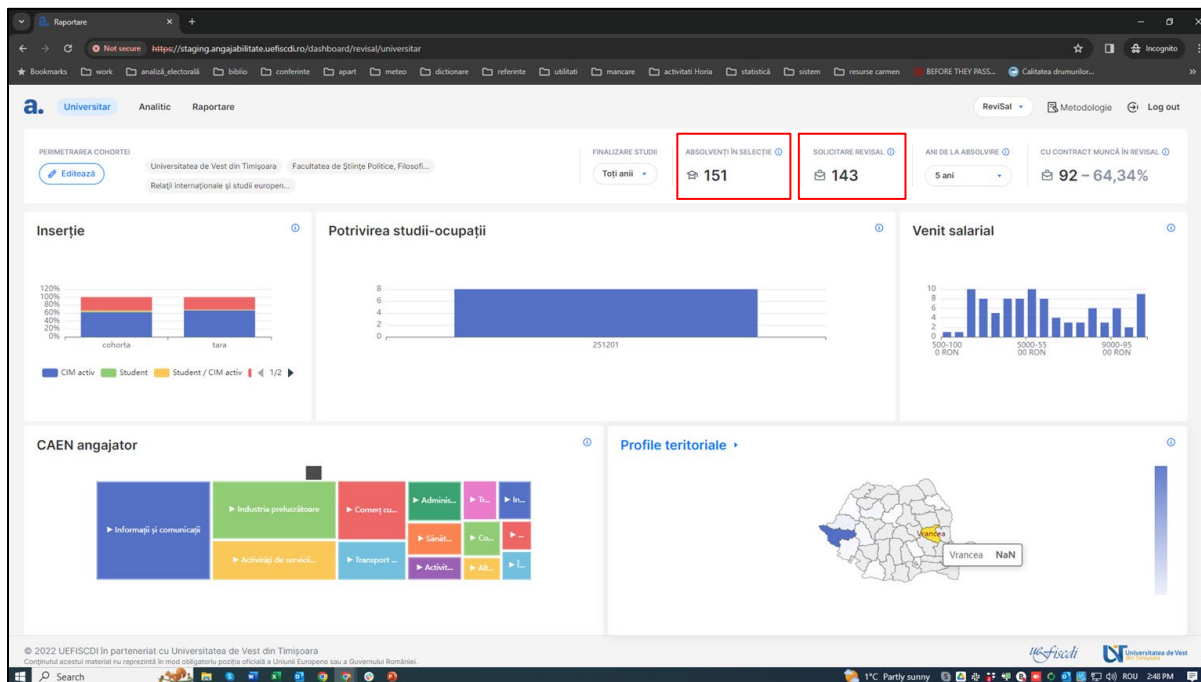 Raportare
Not secure https://staging.angajabilitate.uefiscdi.ro/dashboard/revisal/universitar Incognito
Bookmarks work analiză_electorală biblio conferinte apart meteo dictionare referinte utilitati mancare activitati Horia statistică sistem resurse carmen BEFORE THEY PASS... Calitatea drumurilor...
a. Universitar Analitic Raportare ReviSal Metodologie Log out
PERIMETRAREA COHORTEI FINALIZARE STUDII ABSOLVENȚI ÎN SELECȚIE SOLICITARE REVISAL ANI DE LA ABSOLVIRE CU CONTRACT MUNCĂ ÎN REVISAL
Editează Universitatea de Vest din Timișoara Facultatea de Științe Politice, Filosofi... Toți anii 151 143 5 ani 92 – 64,34%
Relații internaționale și studii europen...
Inserție Potrivirea studii-ocupații Venit salarial
120%
100%
80%
60%
40%
20%
0%
cohorta tara
CIM activ Student Student / CIM activ 1/2
8
6
4
2
0
251201
10
8
6
4
2
0
500-100 5000-55 9000-95
0 RON 00 RON 00 RON
CAEN angajator Profile teritoriale
Informații și comunicații
Industria prelucrătoare
Activități de servicii...
Comerț cu...
Transport ...
Adminis...
Sănăt...
Activit...
Tr...
Co...
Alt...
In...
Vrancea
Vrancea NaN
© 2022 UEFISCDI în parteneriat cu Universitatea de Vest din Timișoara
Conținutul acestui material nu reprezintă în mod obligatoriu poziția oficială a Uniunii Europene sau a Guvernului României.
uefiscdi Universitatea de Vest
din Timișoara
Search 1°C Partly sunny ROU 2:48 PM